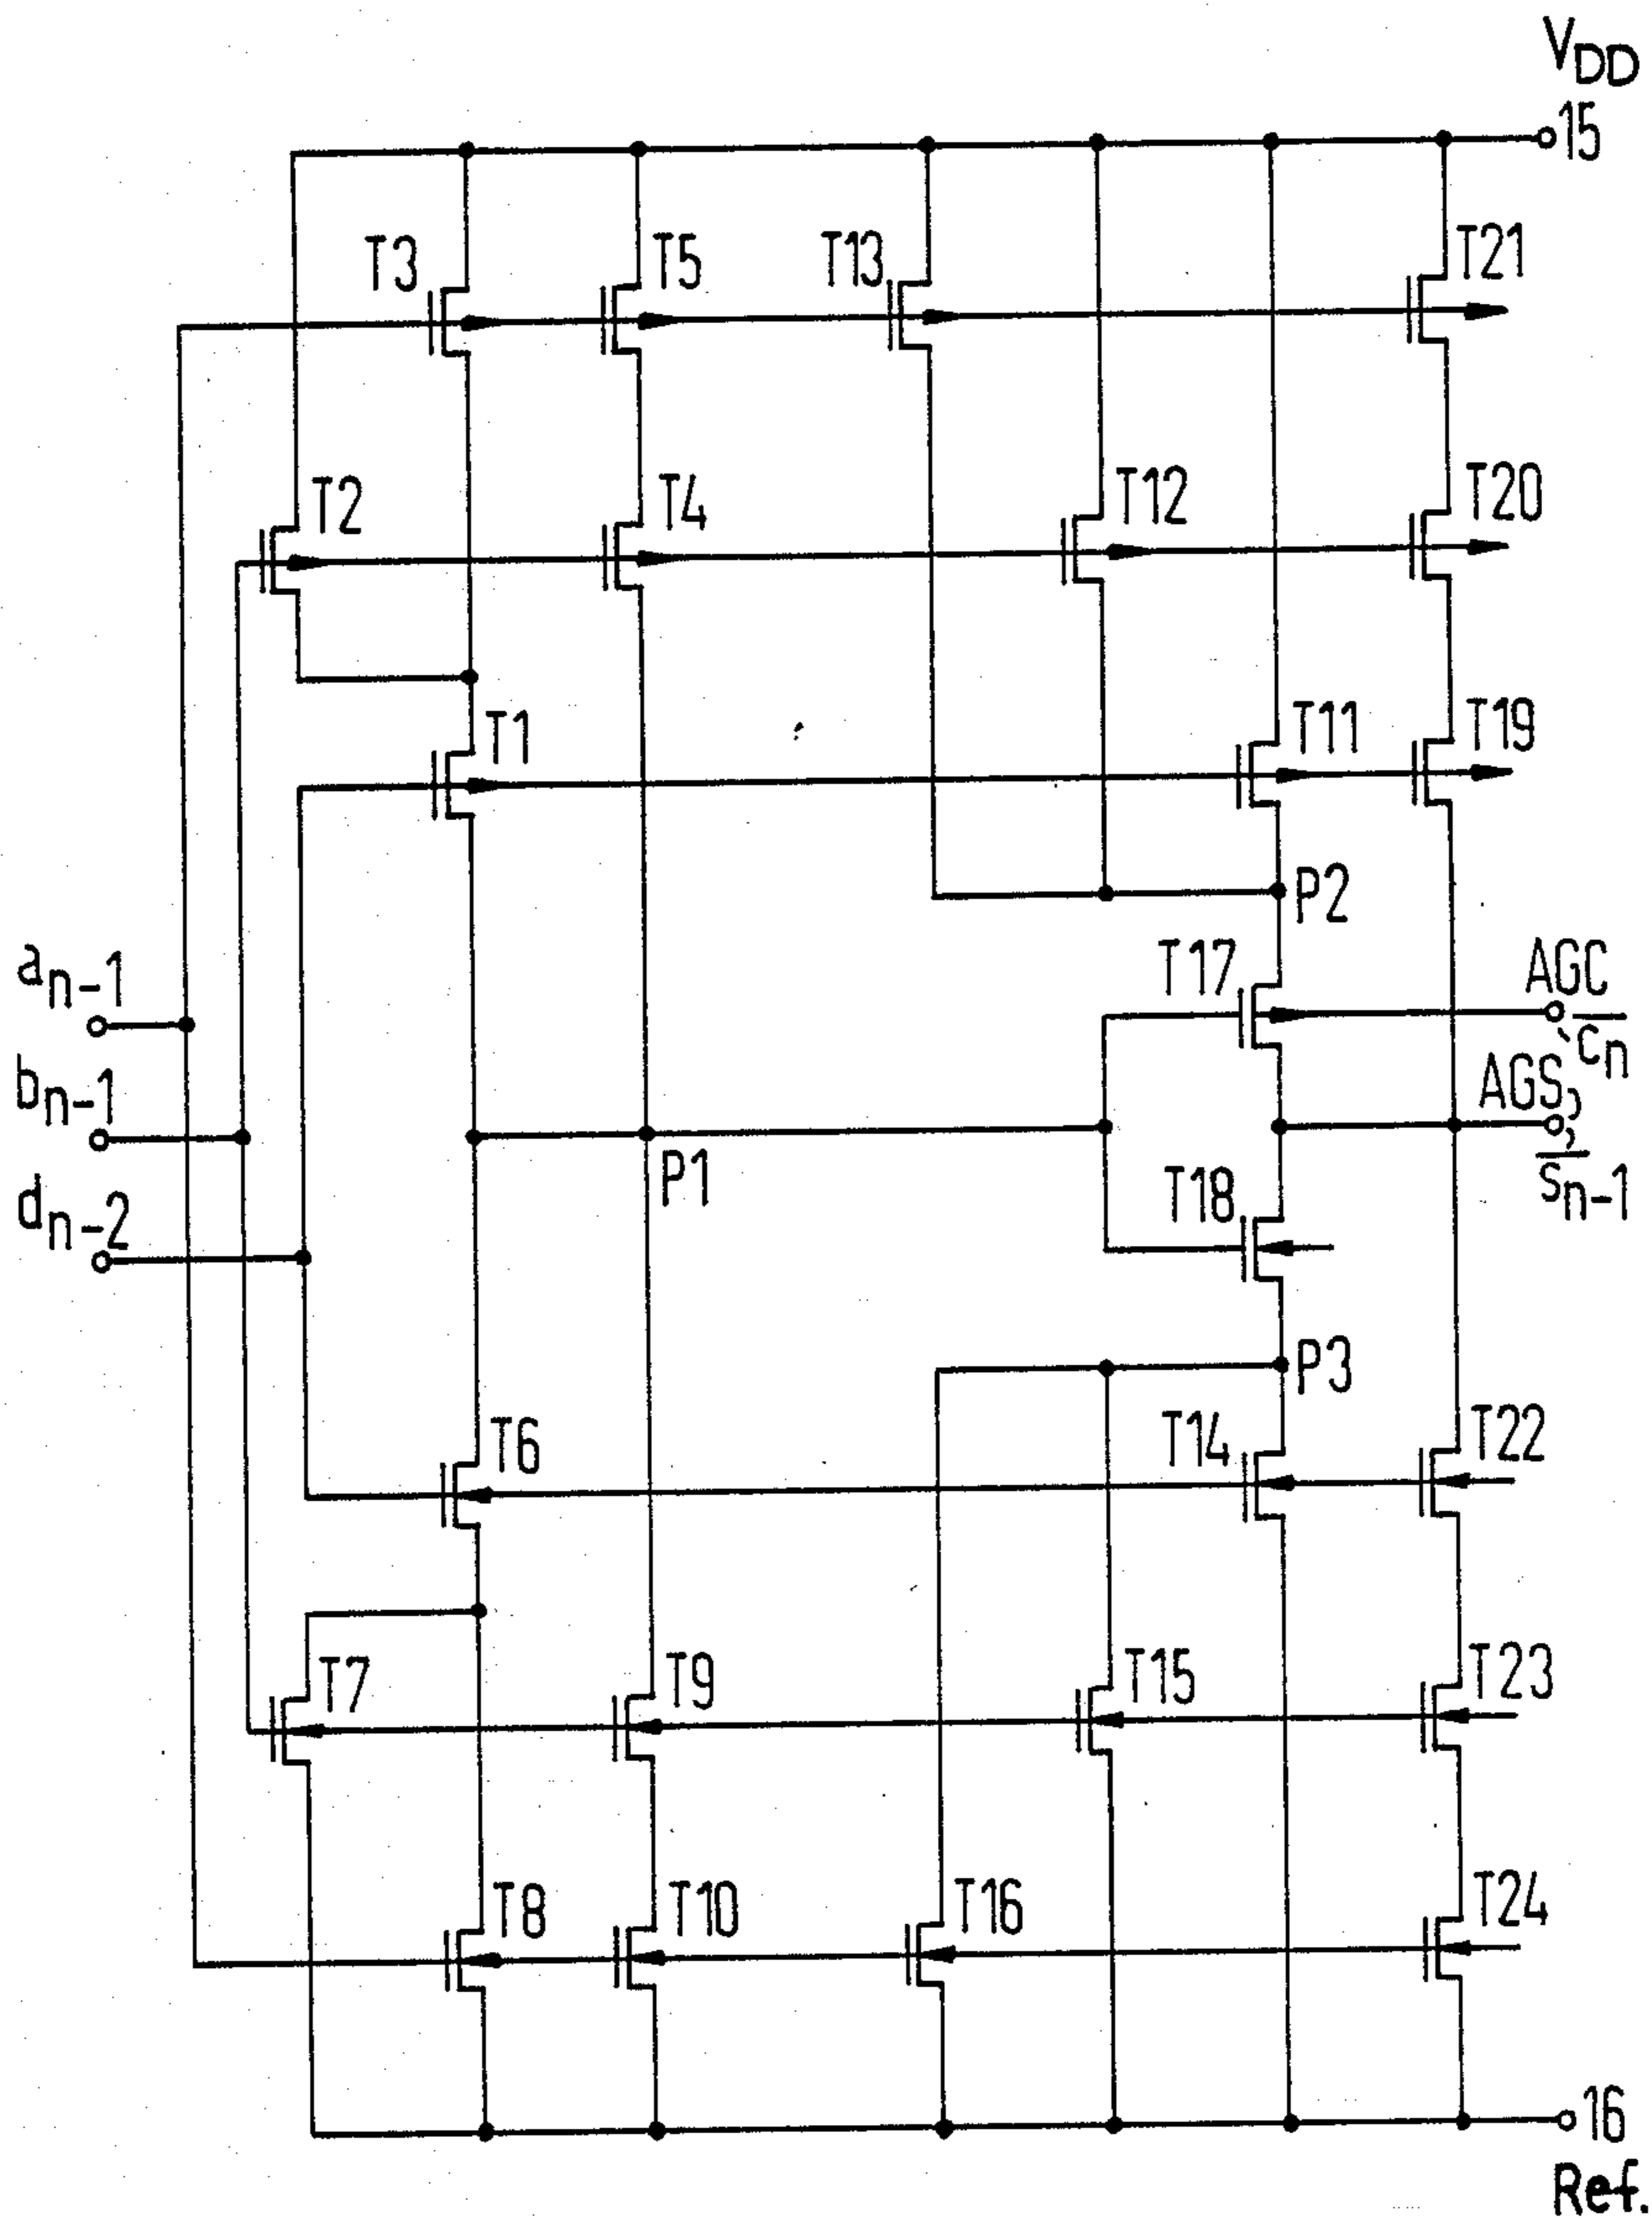 V_DD
15
T3
T5
T13
T21
T2
T4
T12
T20
T1
T11
T19
P2
a_n-1
T17
AGC
c̅_n
b_n-1
AGS
P1
d_n-2
T18
s̅_n-1
P3
T6
T14
T22
T7
T9
T15
T23
T8
T10
T16
T24
16
Ref.